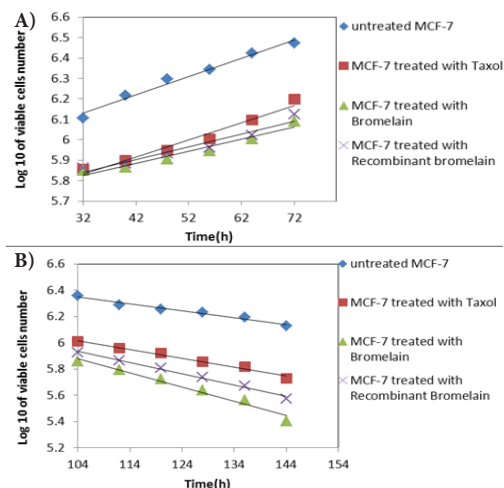 A)
Log 10 of viable cells number
6.6
6.5
6.4
6.3
6.2
6.1
6
5.9
5.8
32
42
52
62
72
Time(h)
untreated MCF-7
MCF-7 treated with Taxol
MCF-7 treated with
Bromelain
MCF-7 treated with
Recombinant bromelain
B)
Log 10 of viable cells number
6.6
6.4
6.2
6
5.8
5.6
5.4
5.2
104
114
124
134
144
154
Time(h)
untreated MCF-7
MCF-7 treated with Taxol
MCF-7 treated with
Bromelain
MCF-7 treated with
Recombinant Bromelain